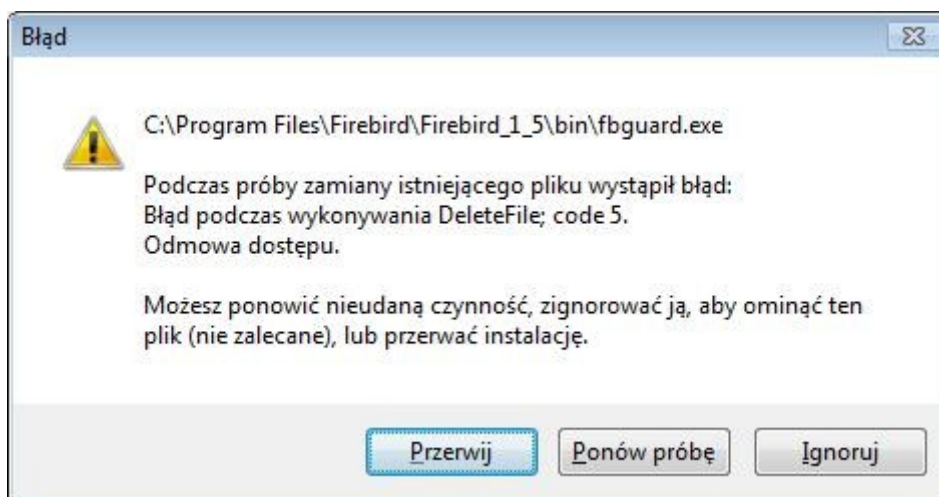 Błąd
C:\Program Files\Firebird\Firebird_1_5\bin\fbguard.exe
Podczas próby zamiany istniejącego pliku wystąpił błąd:
Błąd podczas wykonywania DeleteFile; code 5.
Odmowa dostępu.
Możesz ponowić nieudaną czynność, zignorować ją, aby ominąć ten
plik (nie zalecane), lub przerwać instalację.
Przerwij
Ponów próbę
Ignoruj